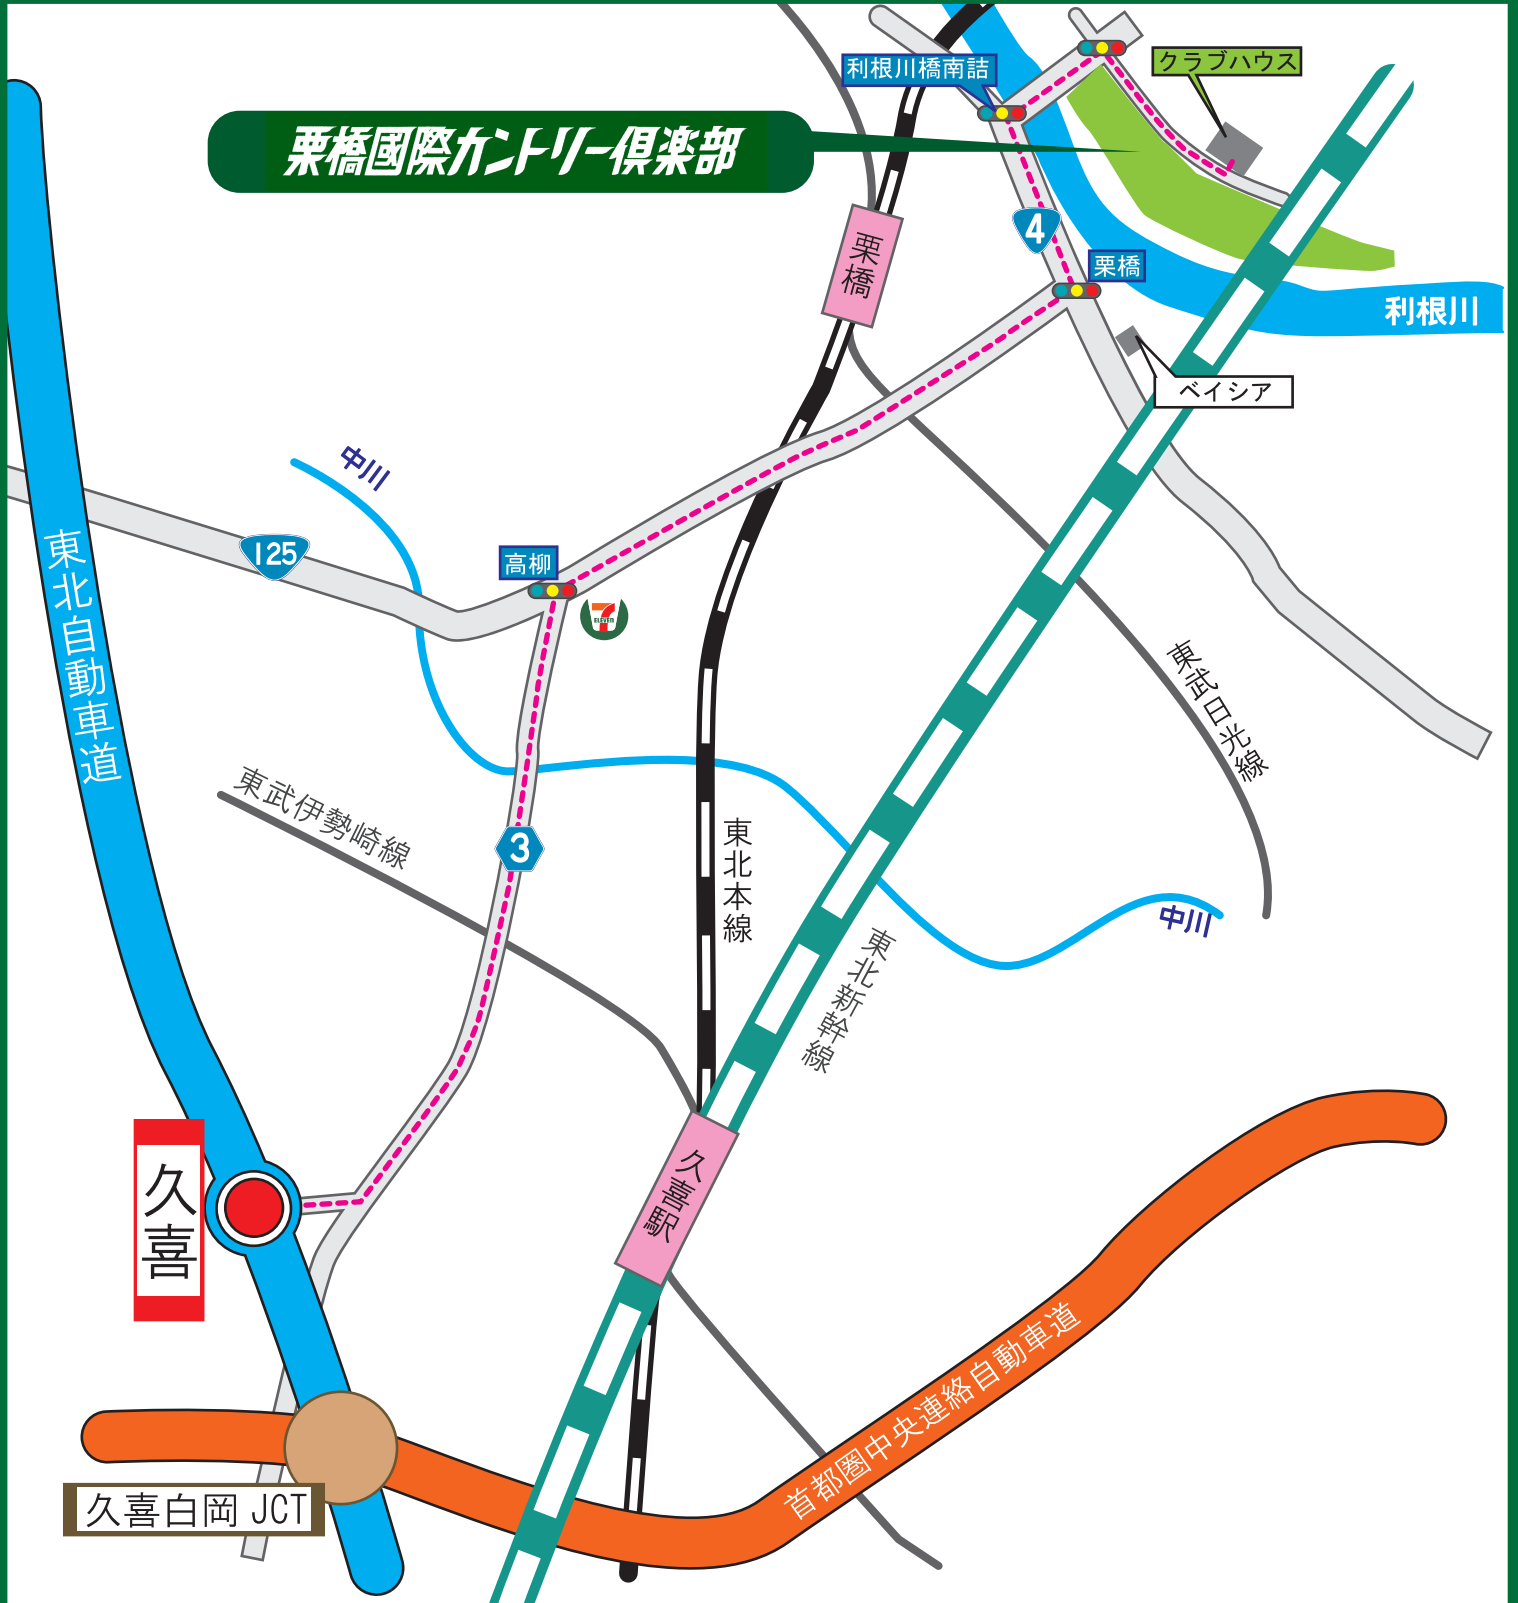 クラブハウス
利根川橋南詰
栗橋國際カントリー倶楽部
4
栗橋
栗橋
利根川
ベイシア
中川
125
高柳
7
ELEVEN
東北自動車道
東武日光線
東武伊勢崎線
3
東北本線
中川
東北新幹線
久喜
久喜駅
首都圏中央連絡自動車道
久喜白岡 JCT